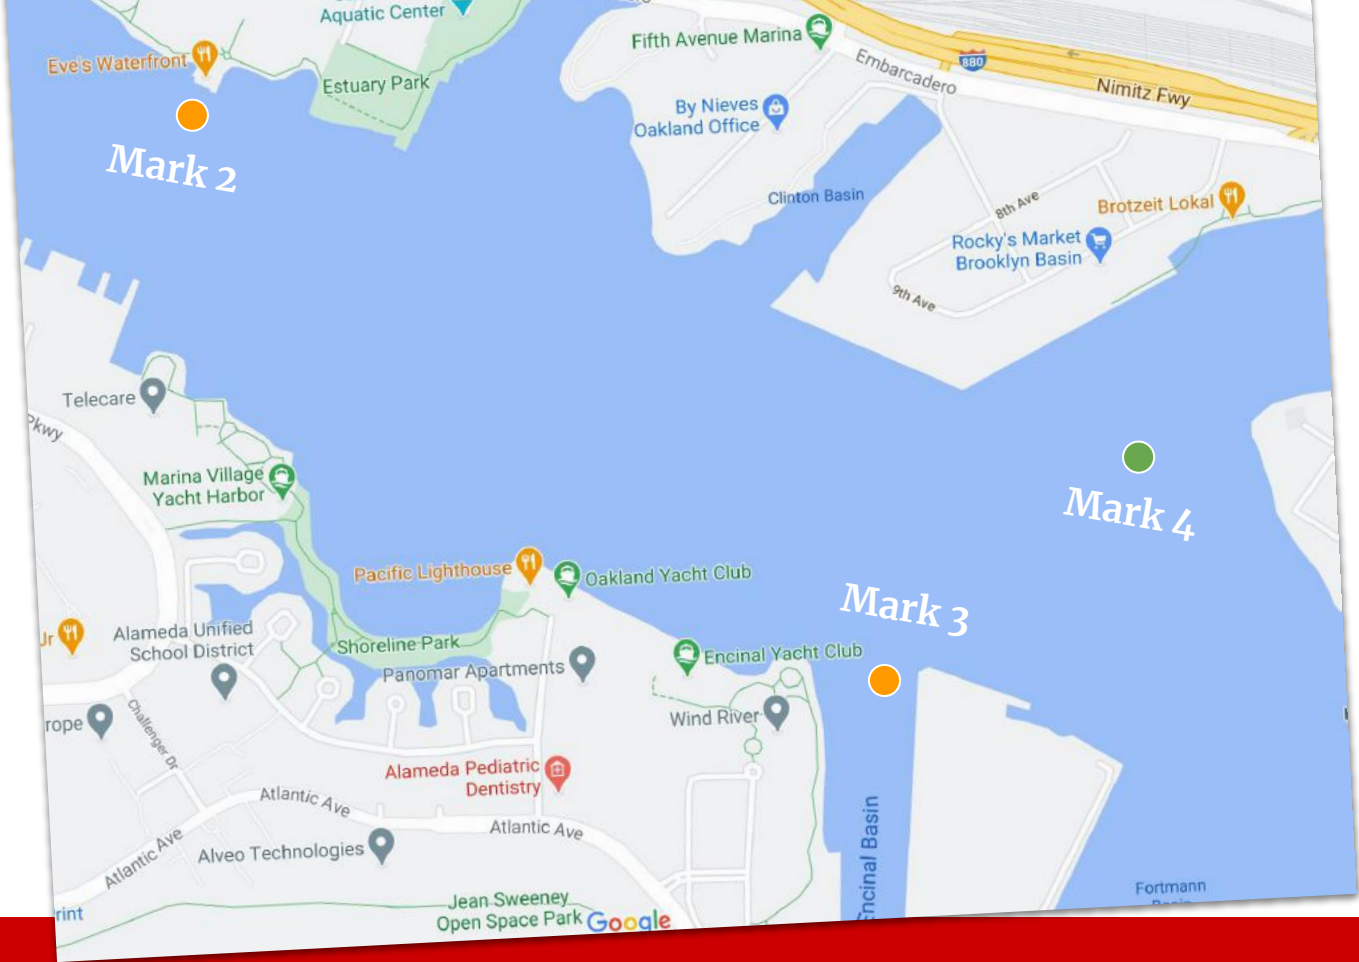 Aquatic Center
Eve's Waterfront
Estuary Park
Fifth Avenue Marina
Embarcadero
880
Nimitz Fwy
By Nieves
Oakland Office
Mark 2
Clinton Basin
8th Ave
Brotzeit Lokal
Rocky's Market
Brooklyn Basin
9th Ave
Telecare
Pkwy
Marina Village
Yacht Harbor
Mark 4
Pacific Lighthouse
Oakland Yacht Club
Mark 3
Jr
Alameda Unified
School District
Shoreline Park
Panomar Apartments
Encinal Yacht Club
rope
Challenger Dr
Wind River
Alameda Pediatric
Dentistry
Atlantic Ave
Atlantic Ave
Atlantic Ave
Alveo Technologies
Encinal Basin
Fortmann
rint
Jean Sweeney
Open Space Park
Google